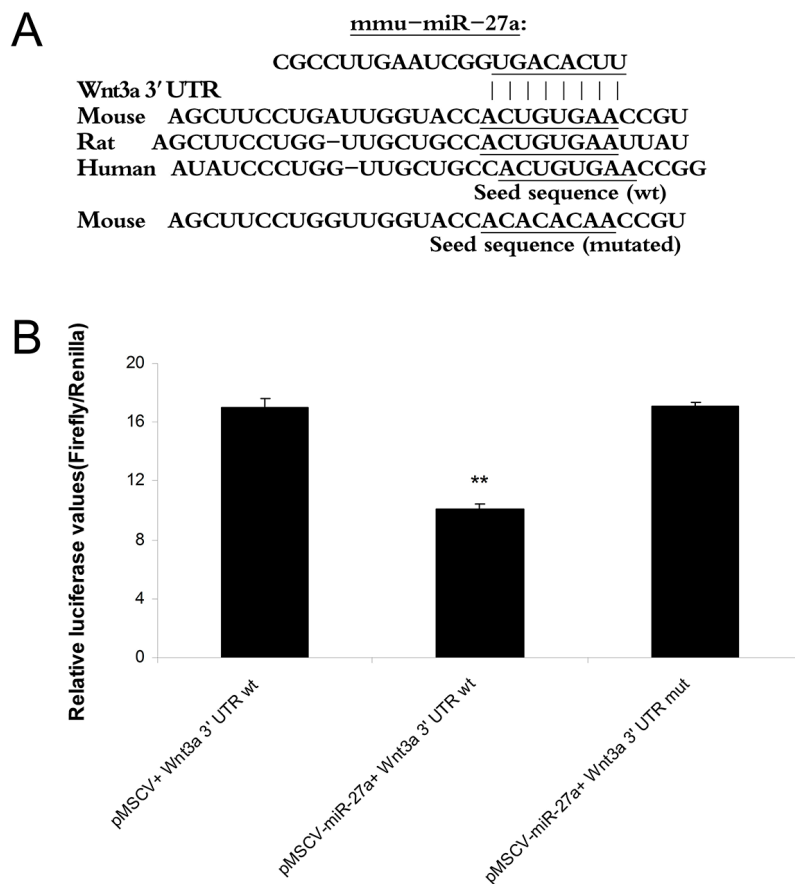 A
mmu−miR−27a:
CGCCUUGAAUCGGUGACACUU
Wnt3a 3′ UTR
Mouse AGCUUCCUGAUUGGUACCACUGUGAACCGU
Rat AGCUUCCUGG−UUGCUGCCACUGUGAAUUAU
Human AUAUCCCUGG−UUGCUGCCACUGUGAACCGG
Seed sequence (wt)
Mouse AGCUUCCUGGUUGGUACCACACACAACCGU
Seed sequence (mutated)
B
Relative luciferase values(Firefly/Renilla)
20
16
12
8
4
0
**
pMSCV+ Wnt3a 3' UTR wt
pMSCV-miR-27a+ Wnt3a 3' UTR wt
pMSCV-miR-27a+ Wnt3a 3' UTR mut